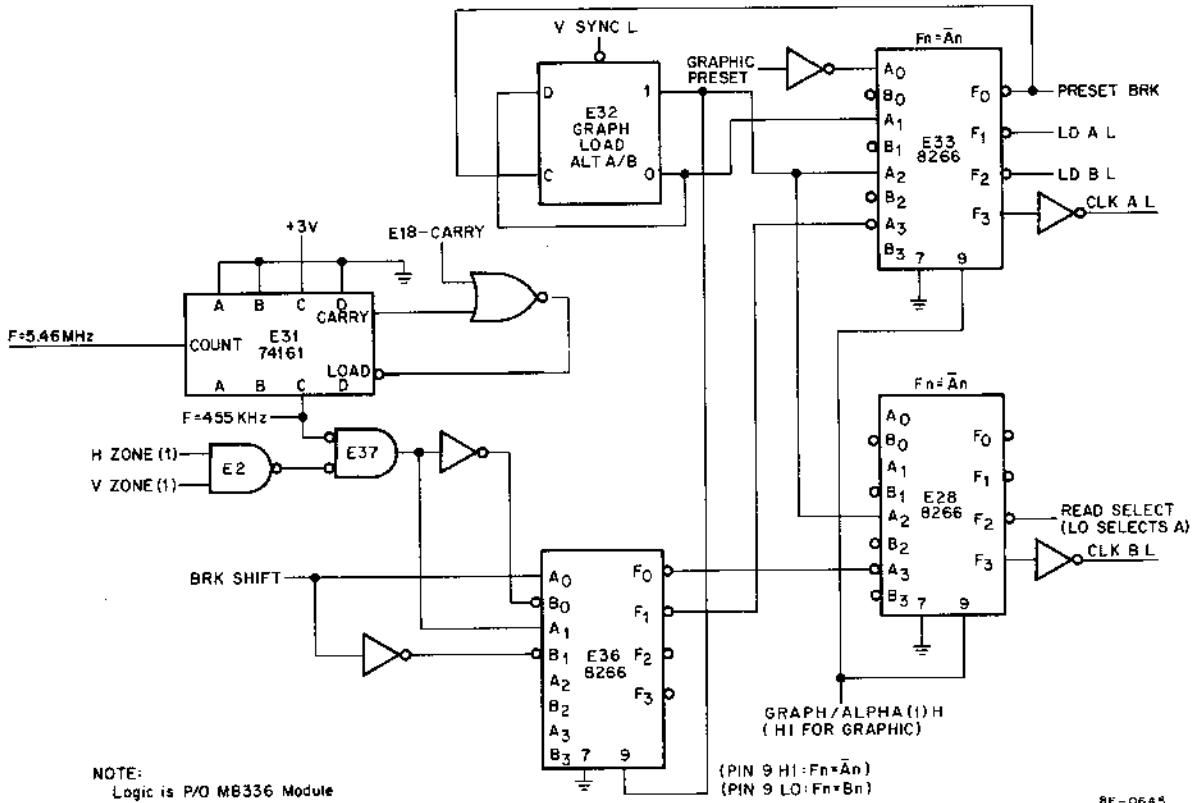 V SYNC L
D
1
E32
GRAPH
LOAD
ALT A/B
C
0
GRAPHIC
PRESET
Fn=A̅n
A0
B0
A1
B1
A2
B2
A3
B3
E33
8266
F0
F1
F2
F3
7
9
PRESET BRK
LD A L
LD B L
CLK A L
+3V
E18-CARRY
A
B
C
D
CARRY
F=5.46MHz
COUNT
E31
74161
LOAD
A
B
C
D
F=455KHz
H ZONE(1)
V ZONE(1)
E2
E37
BRK SHIFT
A0
B0
A1
B1
A2
B2
A3
B3
E36
8266
F0
F1
F2
F3
7
9
Fn=A̅n
A0
B0
A1
B1
A2
B2
A3
B3
E28
8266
F0
F1
F2
F3
7
9
READ SELECT
(LO SELECTS A)
CLK B L
GRAPH/ALPHA(1)H
(HI FOR GRAPHIC)
(PIN 9 HI:Fn=A̅n)
(PIN 9 LO:Fn=Bn)
NOTE:
Logic is P/O M8336 Module
8E-0645